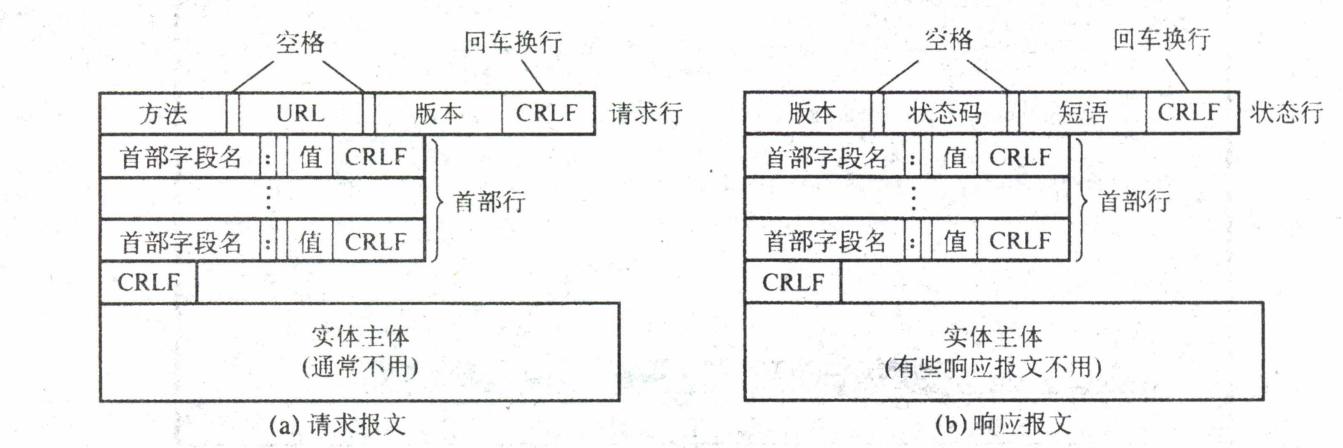 空格 回车换行
方法 URL 版本 CRLF 请求行
首部字段名 : 值 CRLF
⋮ 首部行
首部字段名 : 值 CRLF
CRLF
实体主体
(通常不用)
(a) 请求报文
空格 回车换行
版本 状态码 短语 CRLF 状态行
首部字段名 : 值 CRLF
⋮ 首部行
首部字段名 : 值 CRLF
CRLF
实体主体
(有些响应报文不用)
(b) 响应报文